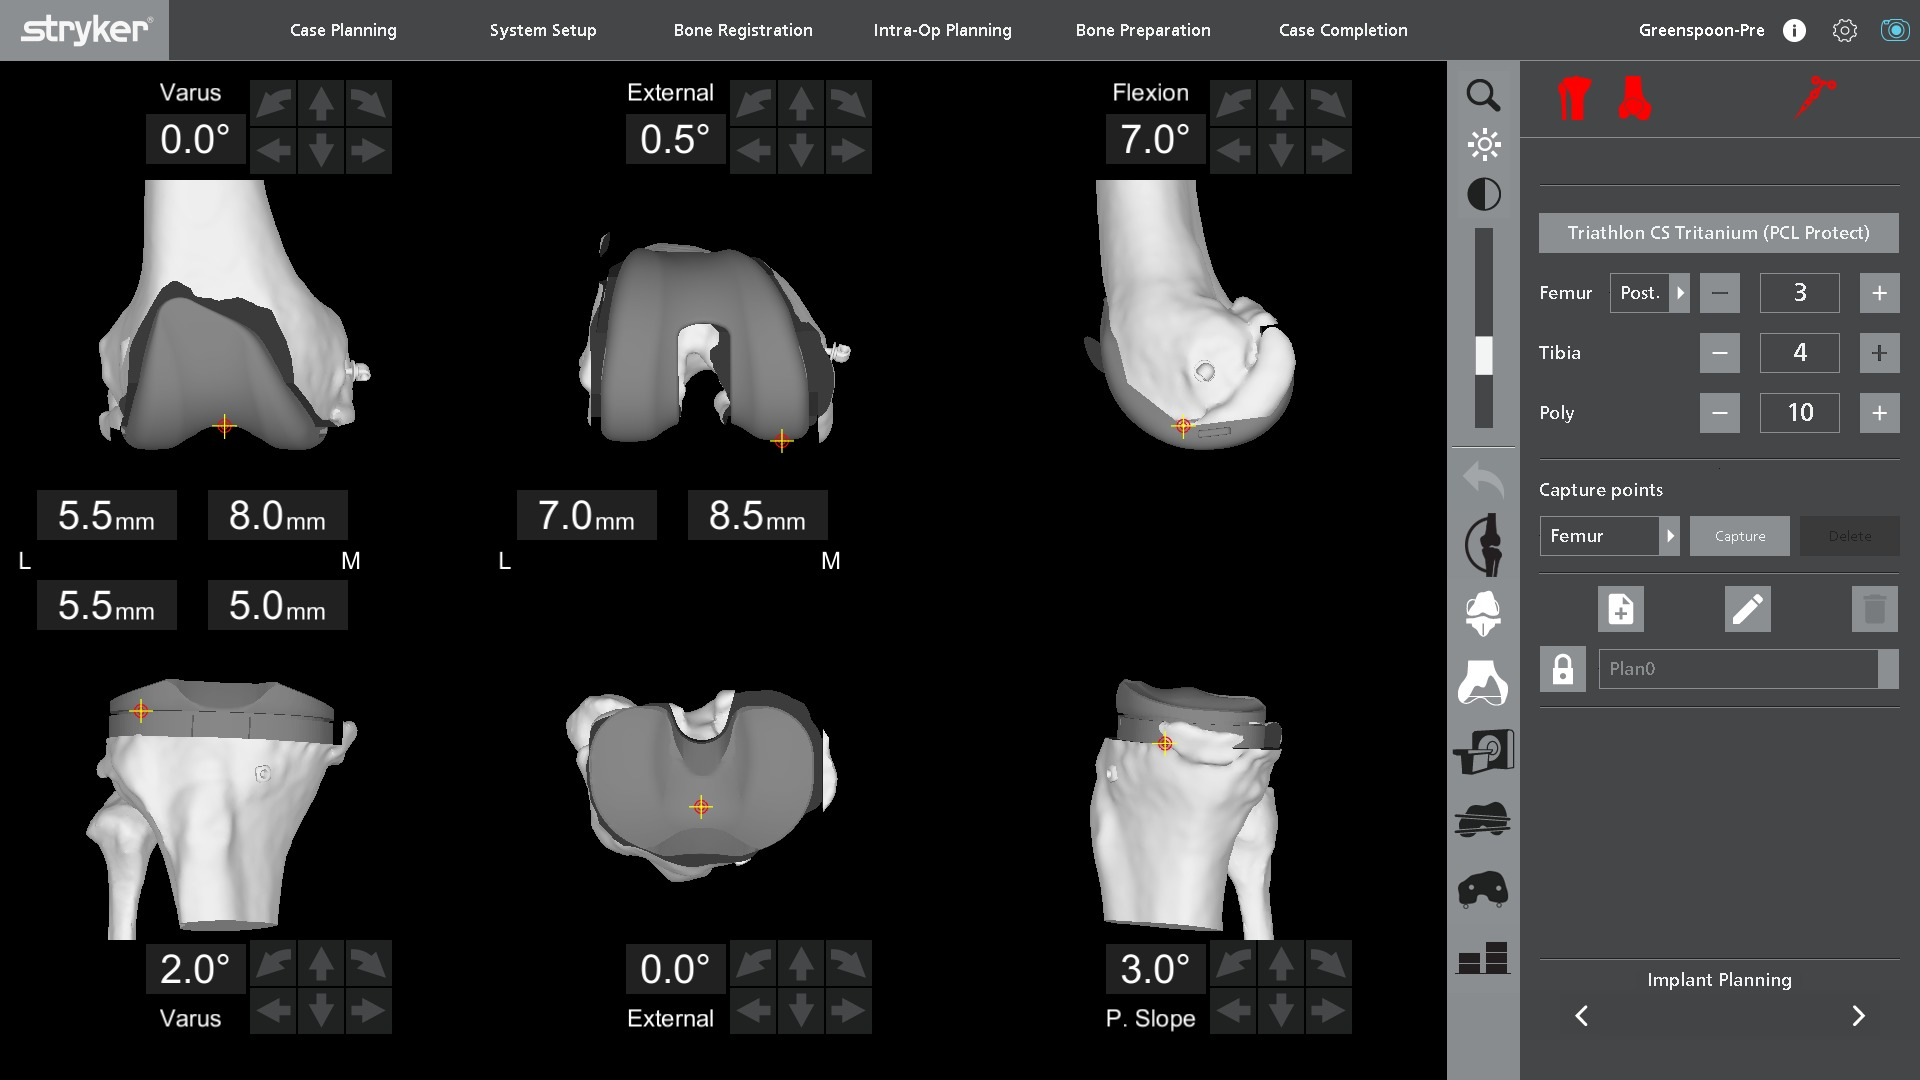 stryker
Case Planning
System Setup
Bone Registration
Intra-Op Planning
Bone Preparation
Case Completion
Greenspoon-Pre
Varus
0.0°
External
0.5°
Flexion
7.0°
5.5mm
8.0mm
7.0mm
8.5mm
L
M
L
M
5.5mm
5.0mm
2.0°
Varus
0.0°
External
3.0°
P. Slope
Triathlon CS Tritanium (PCL Protect)
Femur Post. − 3 +
Tibia − 4 +
Poly − 10 +
Capture points
Femur Capture Delete
Plan0
Implant Planning